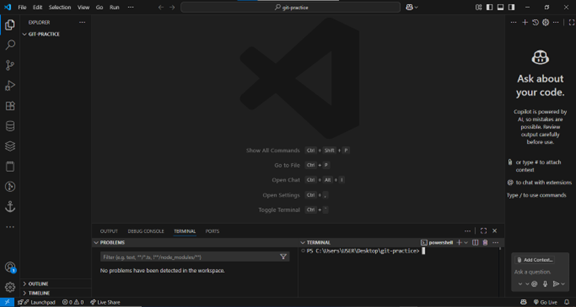 File Edit Selection View Go Run ...
git-practice
EXPLORER
GIT-PRACTICE
Show All Commands Ctrl + Shift + P
Go to File Ctrl + P
Open Chat Ctrl + Alt + I
Open Settings Ctrl + ,
Toggle Terminal Ctrl + `
OUTPUT DEBUG CONSOLE TERMINAL PORTS
PROBLEMS
Filter (e.g. text, "**/*.ts, !**/node_modules/**")
No problems have been detected in the workspace.
TERMINAL
powershell
PS C:\Users\USER\Desktop\git-practice>
Ask about
your code.
Copilot is powered by
AI, so mistakes are
possible. Review
output carefully
before use.
or type # to attach
context
@ to chat with extensions
Type / to use commands
Add Context...
Ask a question.
OUTLINE
TIMELINE
Launchpad 0 0 Live Share
Go Live